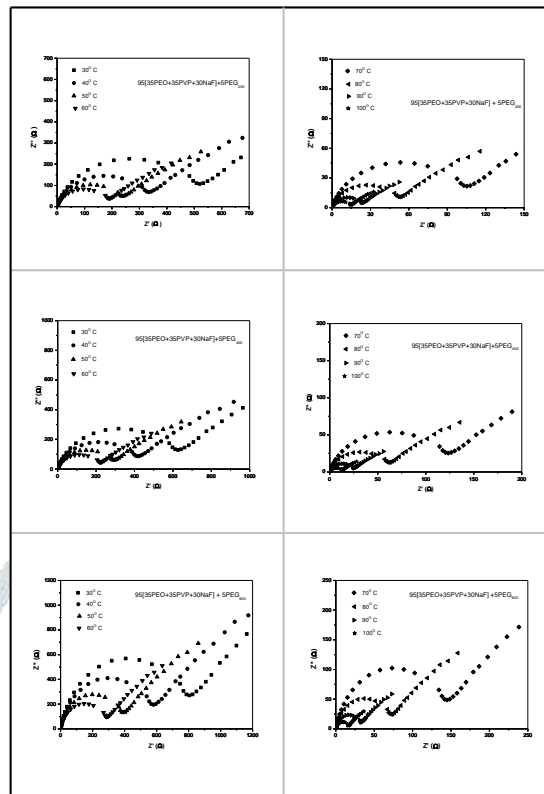 95[35PEO+35PVP+30NaF]+5PEG200
30° C
40° C
50° C
60° C
700
600
500
400
300
200
100
0
0 100 200 300 400 500 600 700
Z'' (Ω)
Z' (Ω)
95[35PEO+35PVP+30NaF] + 5PEG200
70° C
80° C
90° C
100° C
150
120
90
60
30
0
0 30 60 90 120 150
Z'' (Ω)
Z' (Ω)
95[35PEO+35PVP+30NaF]+5PEG400
30° C
40° C
50° C
60° C
1000
800
600
400
200
0
0 200 400 600 800 1000
Z'' (Ω)
Z' (Ω)
95[35PEO+35PVP+30NaF]+5PEG400
70° C
80° C
90° C
100° C
200
150
100
50
0
0 50 100 150 200
Z'' (Ω)
Z' (Ω)
95[35PEO+35PVP+30NaF] + 5PEG600
30° C
40° C
50° C
60° C
1200
1000
800
600
400
200
0
0 200 400 600 800 1000 1200
Z'' (Ω)
Z' (Ω)
95[35PEO+35PVP+30NaF] +5PEG600
70° C
80° C
90° C
100° C
250
200
150
100
50
0
0 50 100 150 200 250
Z'' (Ω)
Z' (Ω)